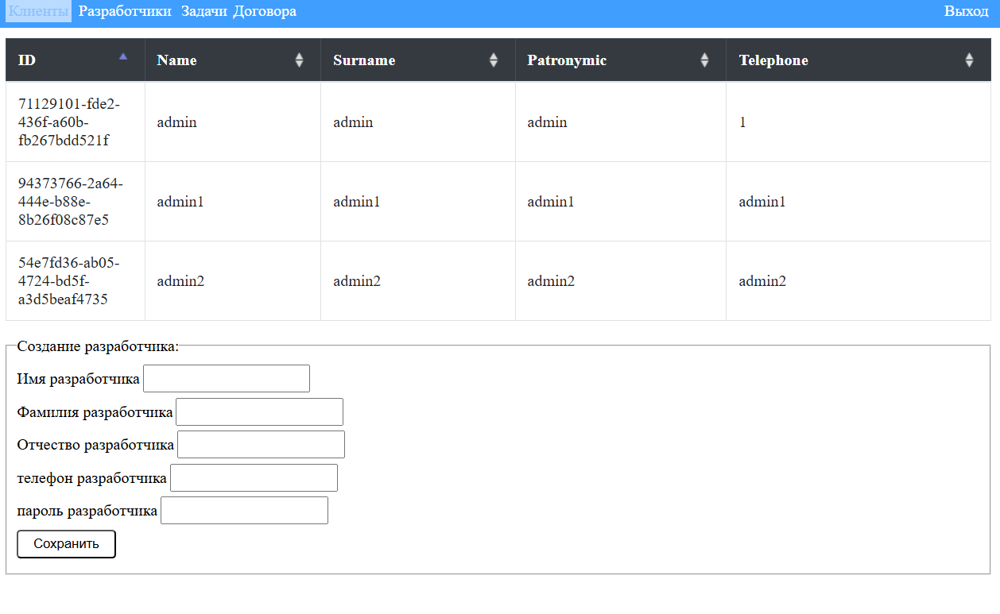 Клиенты Разработчики Задачи Договора Выход
ID Name Surname Patronymic Telephone
71129101-fde2-
436f-a60b-
fb267bdd521f
admin admin admin 1
94373766-2a64-
444e-b88e-
8b26f08c87e5
admin1 admin1 admin1 admin1
54e7fd36-ab05-
4724-bd5f-
a3d5beaf4735
admin2 admin2 admin2 admin2
Создание разработчика:
Имя разработчика
Фамилия разработчика
Отчество разработчика
телефон разработчика
пароль разработчика
Сохранить